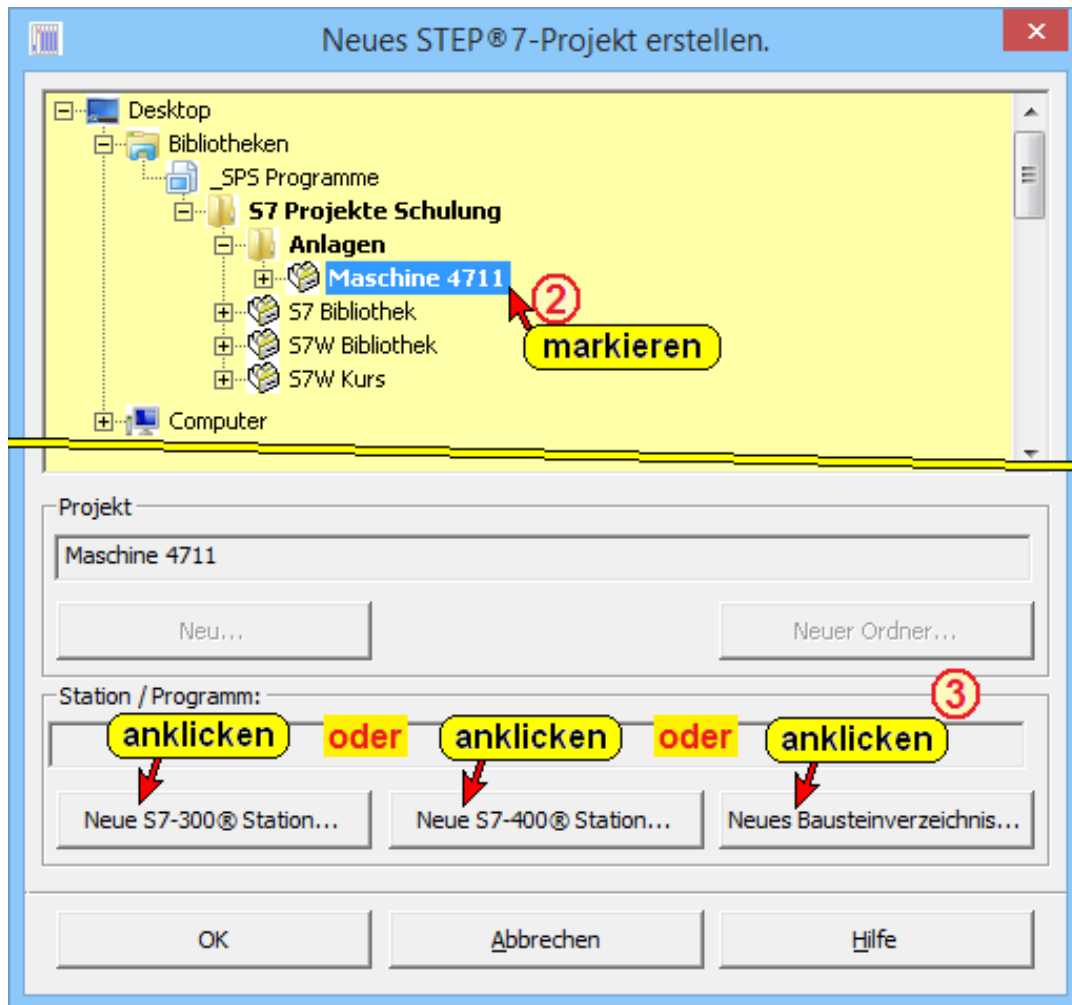 Neues STEP®7-Projekt erstellen.
Desktop
Bibliotheken
_SPS Programme
S7 Projekte Schulung
Anlagen
Maschine 4711
2
S7 Bibliothek
markieren
S7W Bibliothek
S7W Kurs
Computer
Projekt
Maschine 4711
Neu...
Neuer Ordner...
Station / Programm:
3
anklicken oder anklicken oder anklicken
Neue S7-300® Station...
Neue S7-400® Station...
Neues Bausteinverzeichnis...
OK
Abbrechen
Hilfe